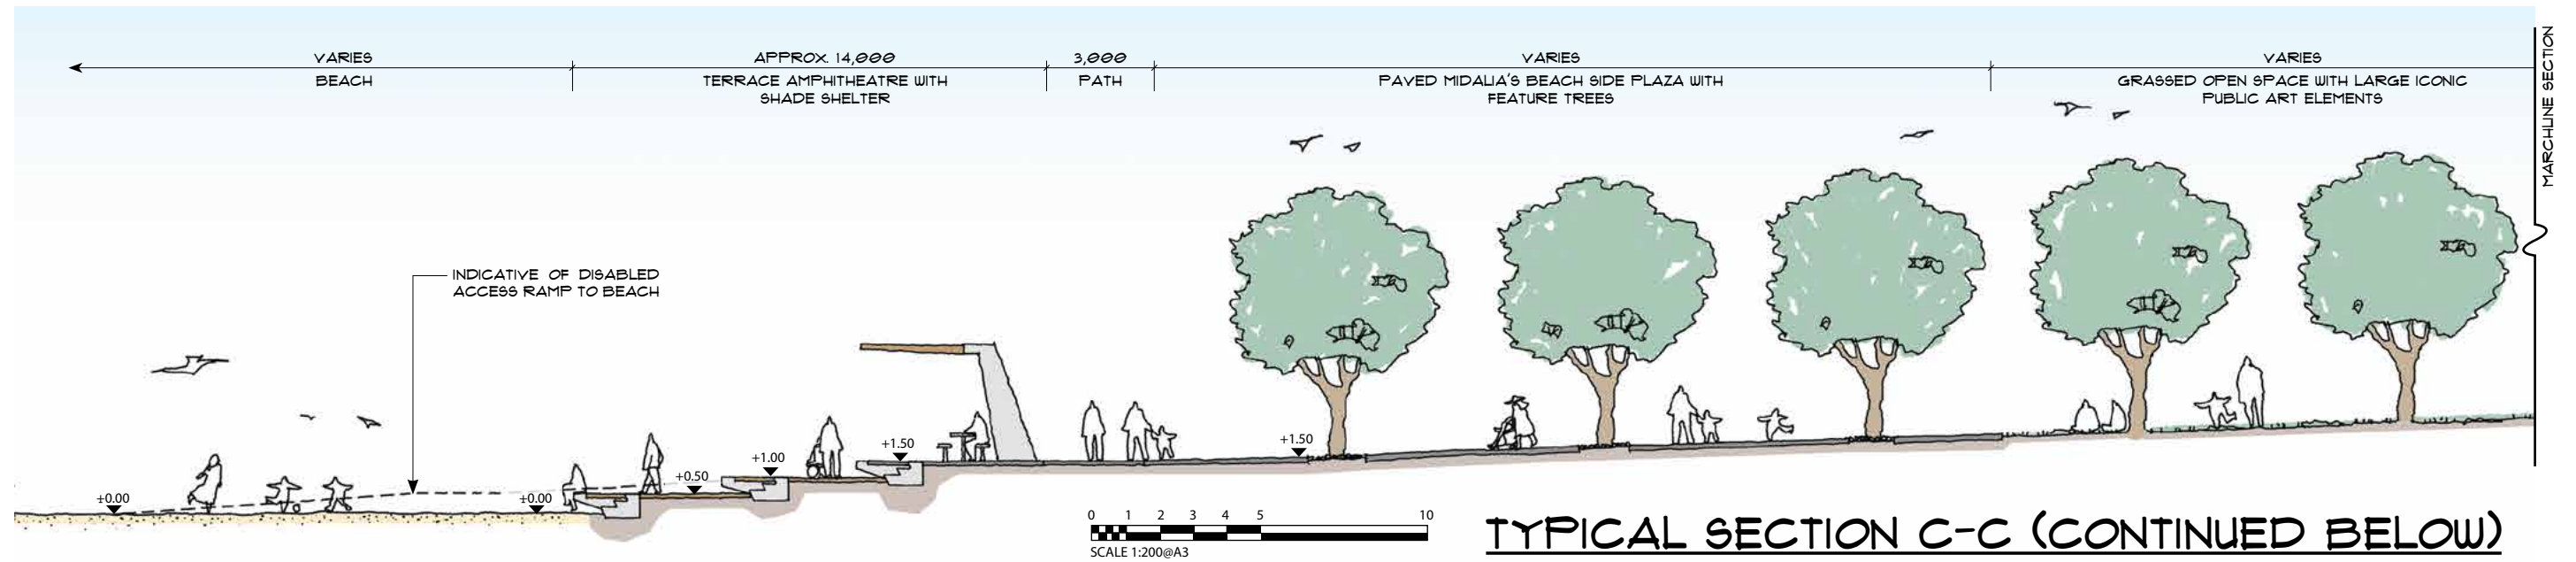 VARIES
BEACH
APPROX. 14,000
TERRACE AMPHITHEATRE WITH
SHADE SHELTER
3,000
PATH
VARIES
PAVED MIDALIA'S BEACH SIDE PLAZA WITH
FEATURE TREES
VARIES
GRASSED OPEN SPACE WITH LARGE ICONIC
PUBLIC ART ELEMENTS
MARCHLINE SECTION
INDICATIVE OF DISABLED
ACCESS RAMP TO BEACH
+0.00
+0.00
+0.50
+1.00
+1.50
+1.50
0 1 2 3 4 5 10
SCALE 1:200@A3
TYPICAL SECTION C-C (CONTINUED BELOW)